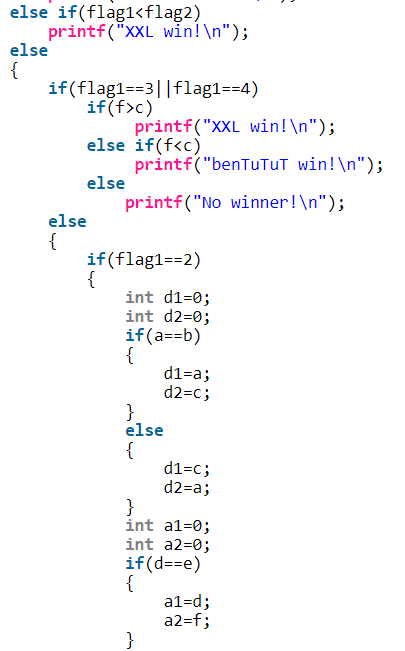 else if(flag1<flag2)
    printf("XXL win!\n");
else
{
    if(flag1==3||flag1==4)
        if(f>c)
             printf("XXL win!\n");
        else if(f<c)
             printf("benTuTuT win!\n");
        else
            printf("No winner!\n");
    else
    {
        if(flag1==2)
        {
            int d1=0;
            int d2=0;
            if(a==b)
            {
                d1=a;
                d2=c;
            }
            else
            {
                d1=c;
                d2=a;
            }
            int a1=0;
            int a2=0;
            if(d==e)
            {
                a1=d;
                a2=f;
            }